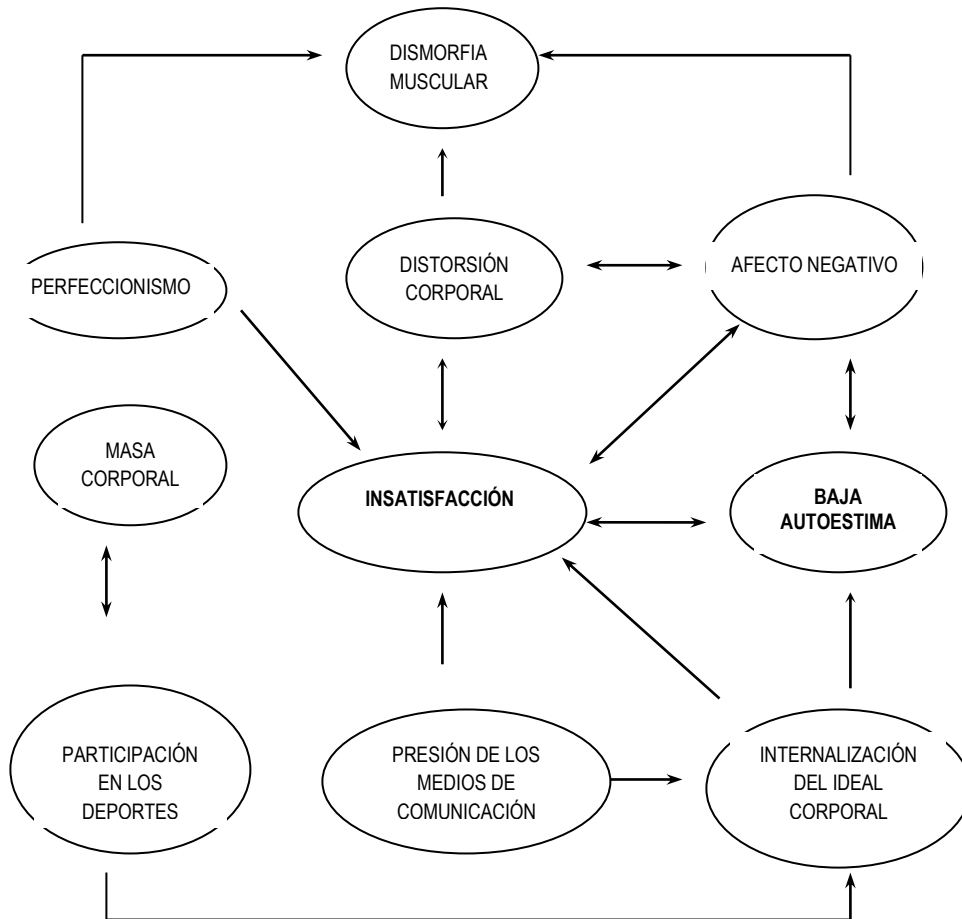 DISMORFIA
MUSCULAR
PERFECCIONISMO
DISTORSIÓN
CORPORAL
AFECTO NEGATIVO
MASA
CORPORAL
INSATISFACCIÓN
BAJA
AUTOESTIMA
PARTICIPACIÓN
EN LOS
DEPORTES
PRESIÓN DE LOS
MEDIOS DE
COMUNICACIÓN
INTERNALIZACIÓN
DEL IDEAL
CORPORAL